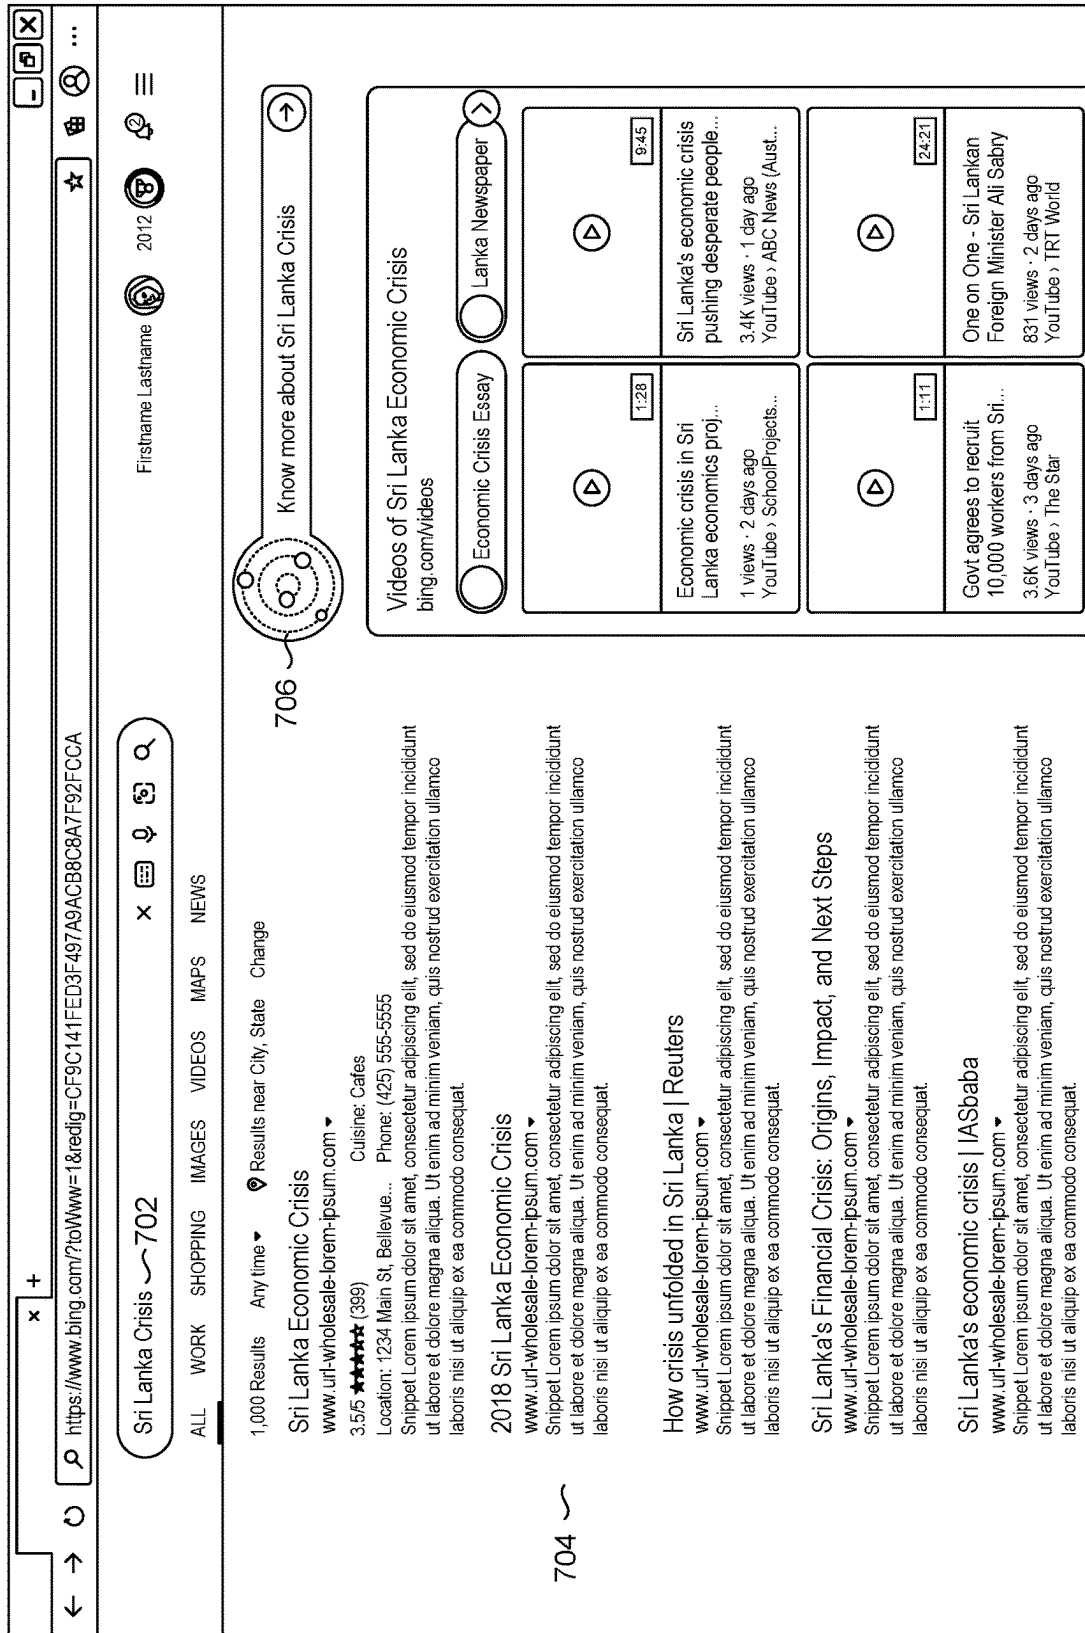 × +
https://www.bing.com/?toWww=1&redig=CF9C141FED3F497A9ACB8C8A7F92FCCA
Sri Lanka Crisis 702
Firstname Lastname 2012 2
ALL WORK SHOPPING IMAGES VIDEOS MAPS NEWS
1,000 Results Any time Results near City, State Change
Sri Lanka Economic Crisis
www.url-wholesale-lorem-ipsum.com
3.5/5 ★★★★★ (399) Cuisine: Cafes
Location: 1234 Main St, Bellevue... Phone: (425) 555-5555
Snippet Lorem ipsum dolor sit amet, consectetur adipiscing elit, sed do eiusmod tempor incididunt
ut labore et dolore magna aliqua. Ut enim ad minim veniam, quis nostrud exercitation ullamco
laboris nisi ut aliquip ex ea commodo consequat.
704
2018 Sri Lanka Economic Crisis
www.url-wholesale-lorem-ipsum.com
Snippet Lorem ipsum dolor sit amet, consectetur adipiscing elit, sed do eiusmod tempor incididunt
ut labore et dolore magna aliqua. Ut enim ad minim veniam, quis nostrud exercitation ullamco
laboris nisi ut aliquip ex ea commodo consequat.
How crisis unfolded in Sri Lanka | Reuters
www.url-wholesale-lorem-ipsum.com
Snippet Lorem ipsum dolor sit amet, consectetur adipiscing elit, sed do eiusmod tempor incididunt
ut labore et dolore magna aliqua. Ut enim ad minim veniam, quis nostrud exercitation ullamco
laboris nisi ut aliquip ex ea commodo consequat.
Sri Lanka's Financial Crisis: Origins, Impact, and Next Steps
www.url-wholesale-lorem-ipsum.com
Snippet Lorem ipsum dolor sit amet, consectetur adipiscing elit, sed do eiusmod tempor incididunt
ut labore et dolore magna aliqua. Ut enim ad minim veniam, quis nostrud exercitation ullamco
laboris nisi ut aliquip ex ea commodo consequat.
Sri Lanka's economic crisis | IASbaba
www.url-wholesale-lorem-ipsum.com
Snippet Lorem ipsum dolor sit amet, consectetur adipiscing elit, sed do eiusmod tempor incididunt
ut labore et dolore magna aliqua. Ut enim ad minim veniam, quis nostrud exercitation ullamco
laboris nisi ut aliquip ex ea commodo consequat.
706
Know more about Sri Lanka Crisis
Videos of Sri Lanka Economic Crisis
bing.com/videos
Economic Crisis Essay
Lanka Newspaper
1:28
Economic crisis in Sri
Lanka economics proj...
1 views · 2 days ago
YouTube › SchoolProjects...
9:45
Sri Lanka's economic crisis
pushing desperate people...
3.4K views · 1 day ago
YouTube › ABC News (Aust...
1:11
Govt agrees to recruit
10,000 workers from Sri...
3.6K views · 3 days ago
YouTube › The Star
24:21
One on One - Sri Lankan
Foreign Minister Ali Sabry
831 views · 2 days ago
YouTube › TRT World